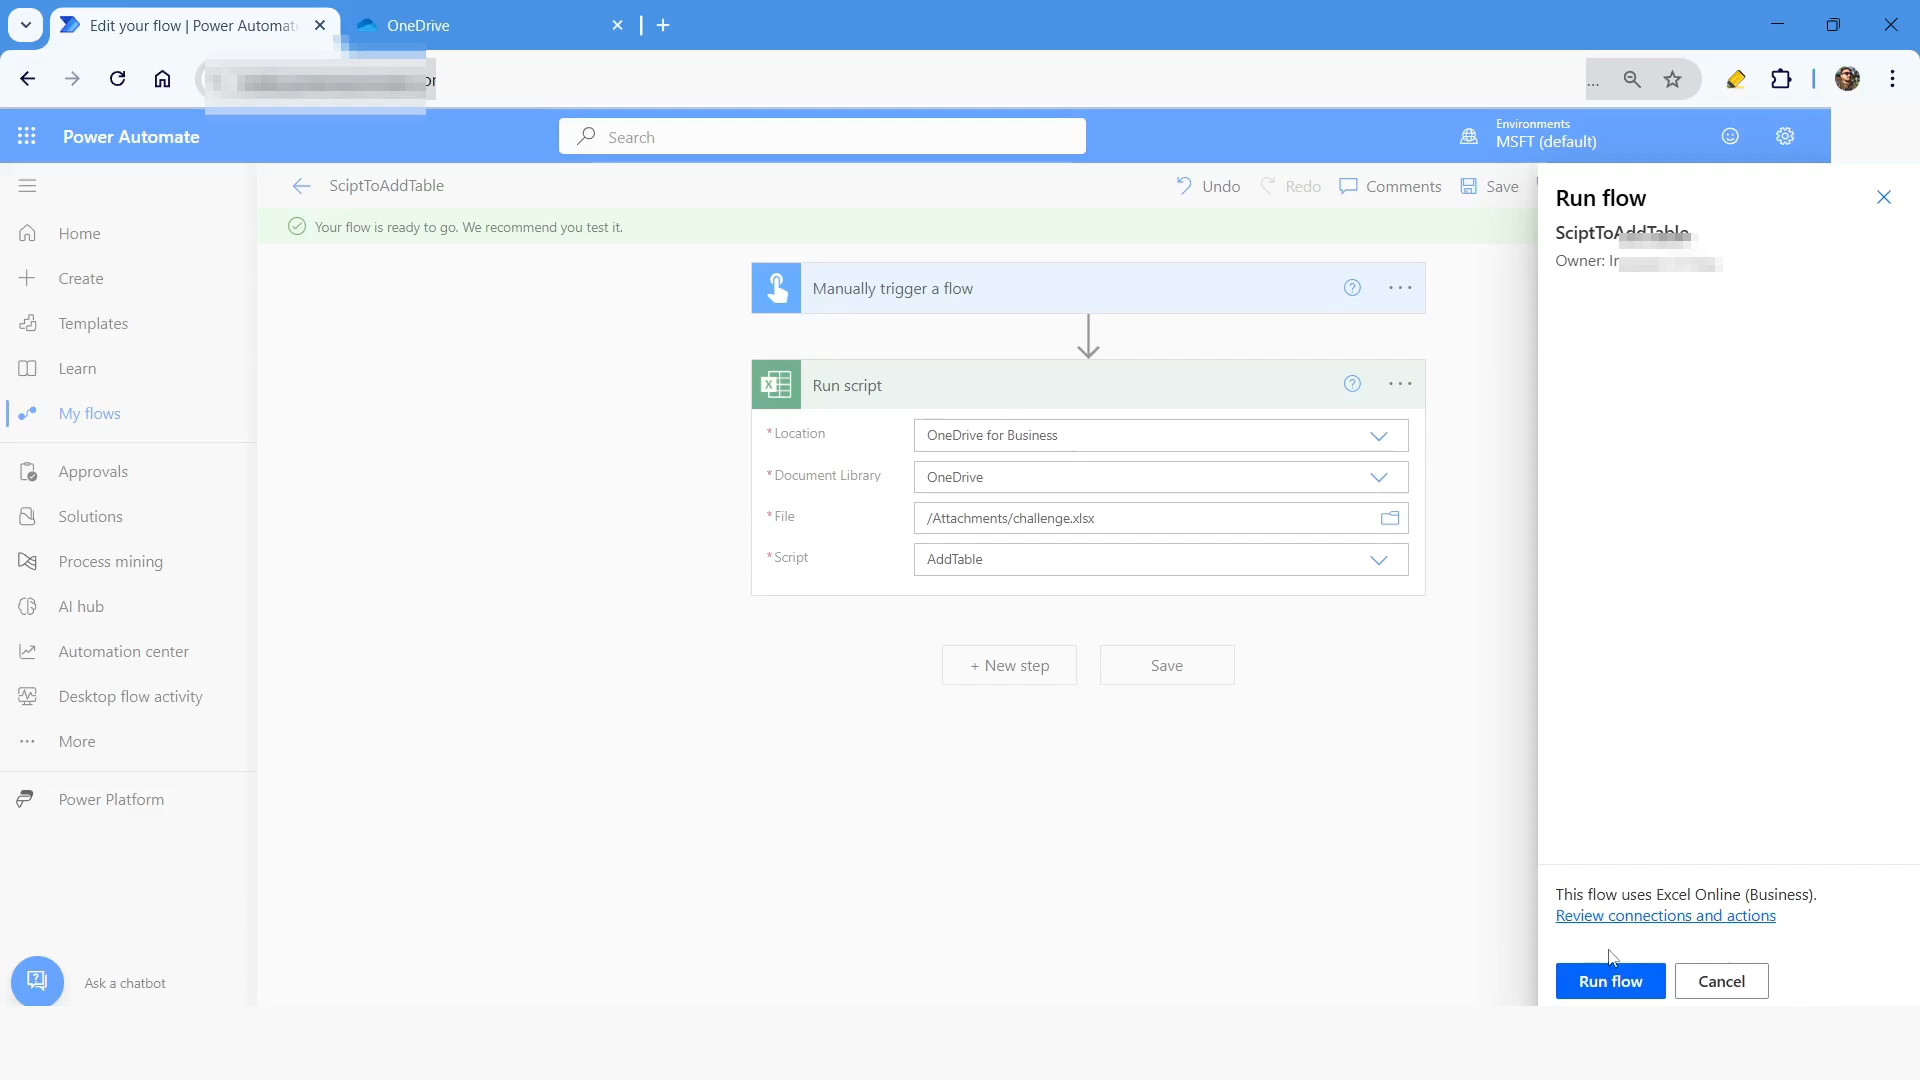 Edit your flow | Power Automat
OneDrive
...
Power Automate
Search
Environments
MSFT (default)
SciptToAddTable
Undo
Redo
Comments
Save
Your flow is ready to go. We recommend you test it.
Home
Create
Templates
Learn
My flows
Approvals
Solutions
Process mining
AI hub
Automation center
Desktop flow activity
More
Power Platform
Ask a chatbot
Manually trigger a flow
Run script
* Location
OneDrive for Business
* Document Library
OneDrive
* File
/Attachments/challenge.xlsx
* Script
AddTable
+ New step
Save
Run flow
SciptToAddTable
Owner:
This flow uses Excel Online (Business).
Review connections and actions
Run flow
Cancel